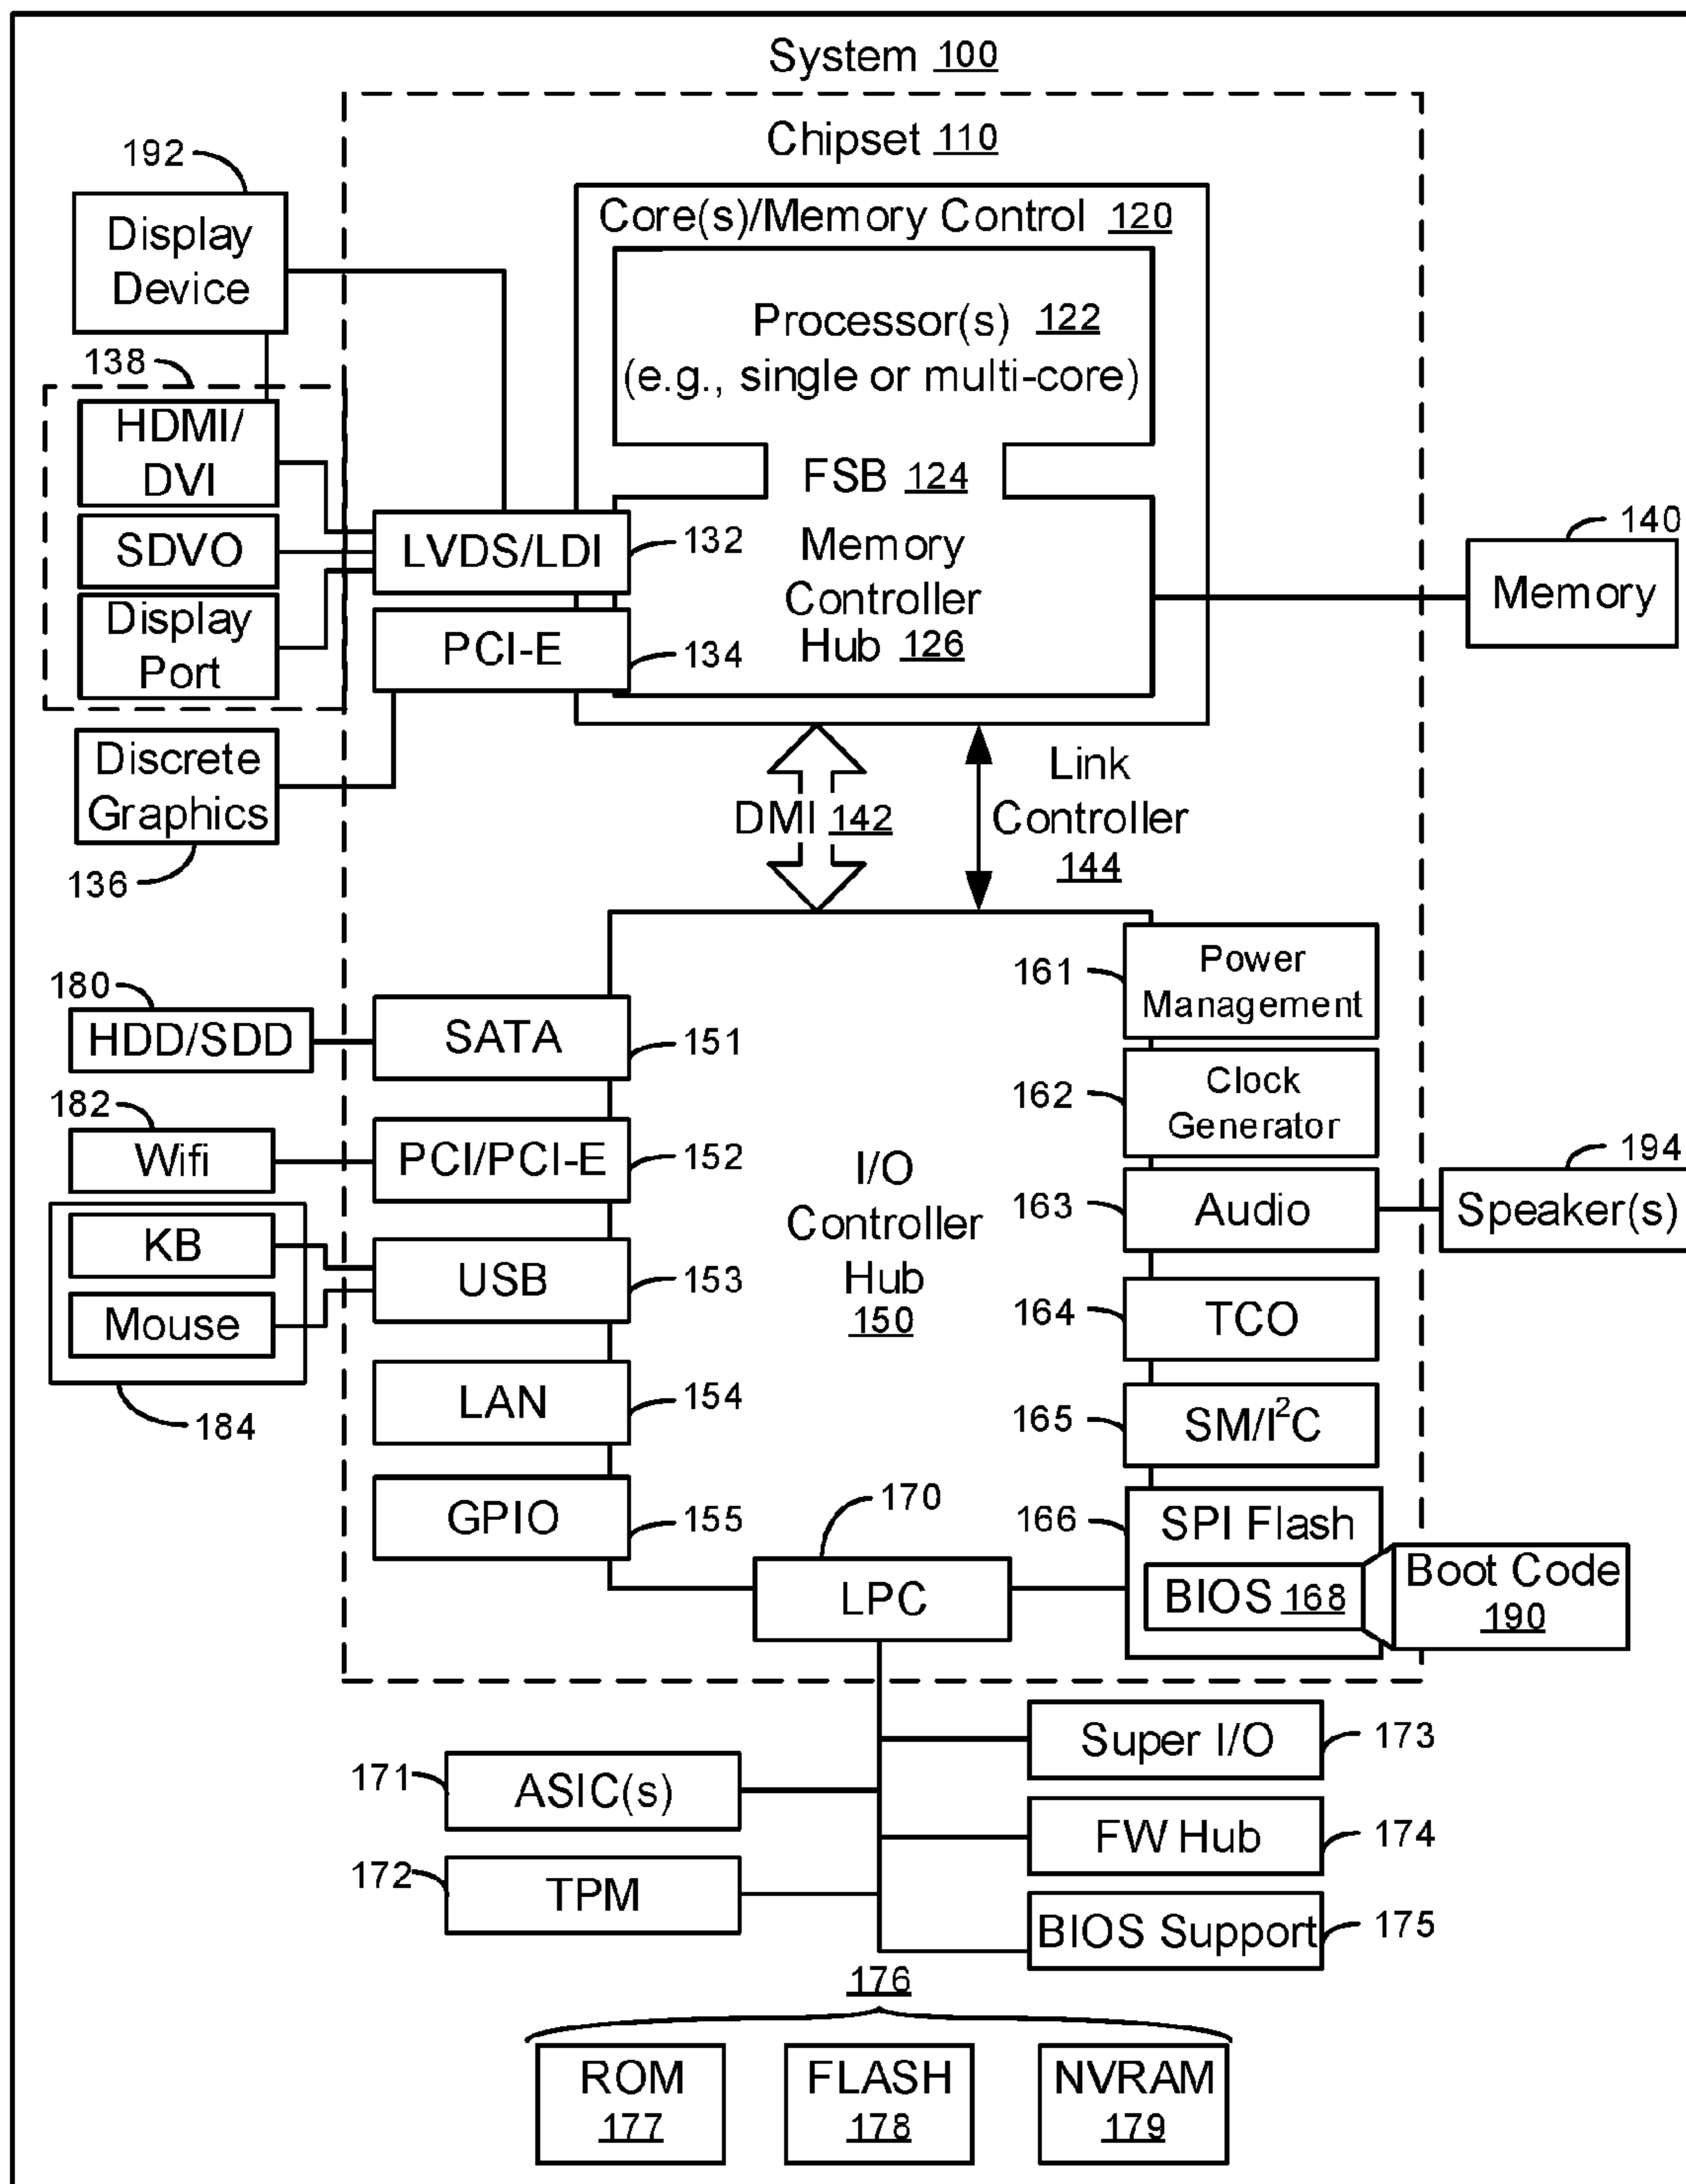 System 100
Chipset 110
192
Display
Device
Core(s)/Memory Control 120
Processor(s) 122
(e.g., single or multi-core)
138
HDMI/
DVI
SDVO
Display
Port
FSB 124
LVDS/LDI
132
PCI-E
134
Memory
Controller
Hub 126
140
Memory
Discrete
Graphics
136
DMI 142
Link
Controller
144
180
HDD/SDD
SATA
151
182
Wifi
PCI/PCI-E
152
KB
Mouse
184
USB
153
LAN
154
GPIO
155
I/O
Controller
Hub
150
161
Power
Management
162
Clock
Generator
163
Audio
194
Speaker(s)
164
TCO
165
SM/I²C
166
SPI Flash
BIOS 168
Boot Code
190
170
LPC
171
ASIC(s)
172
TPM
Super I/O
173
FW Hub
174
BIOS Support
175
176
ROM
177
FLASH
178
NVRAM
179